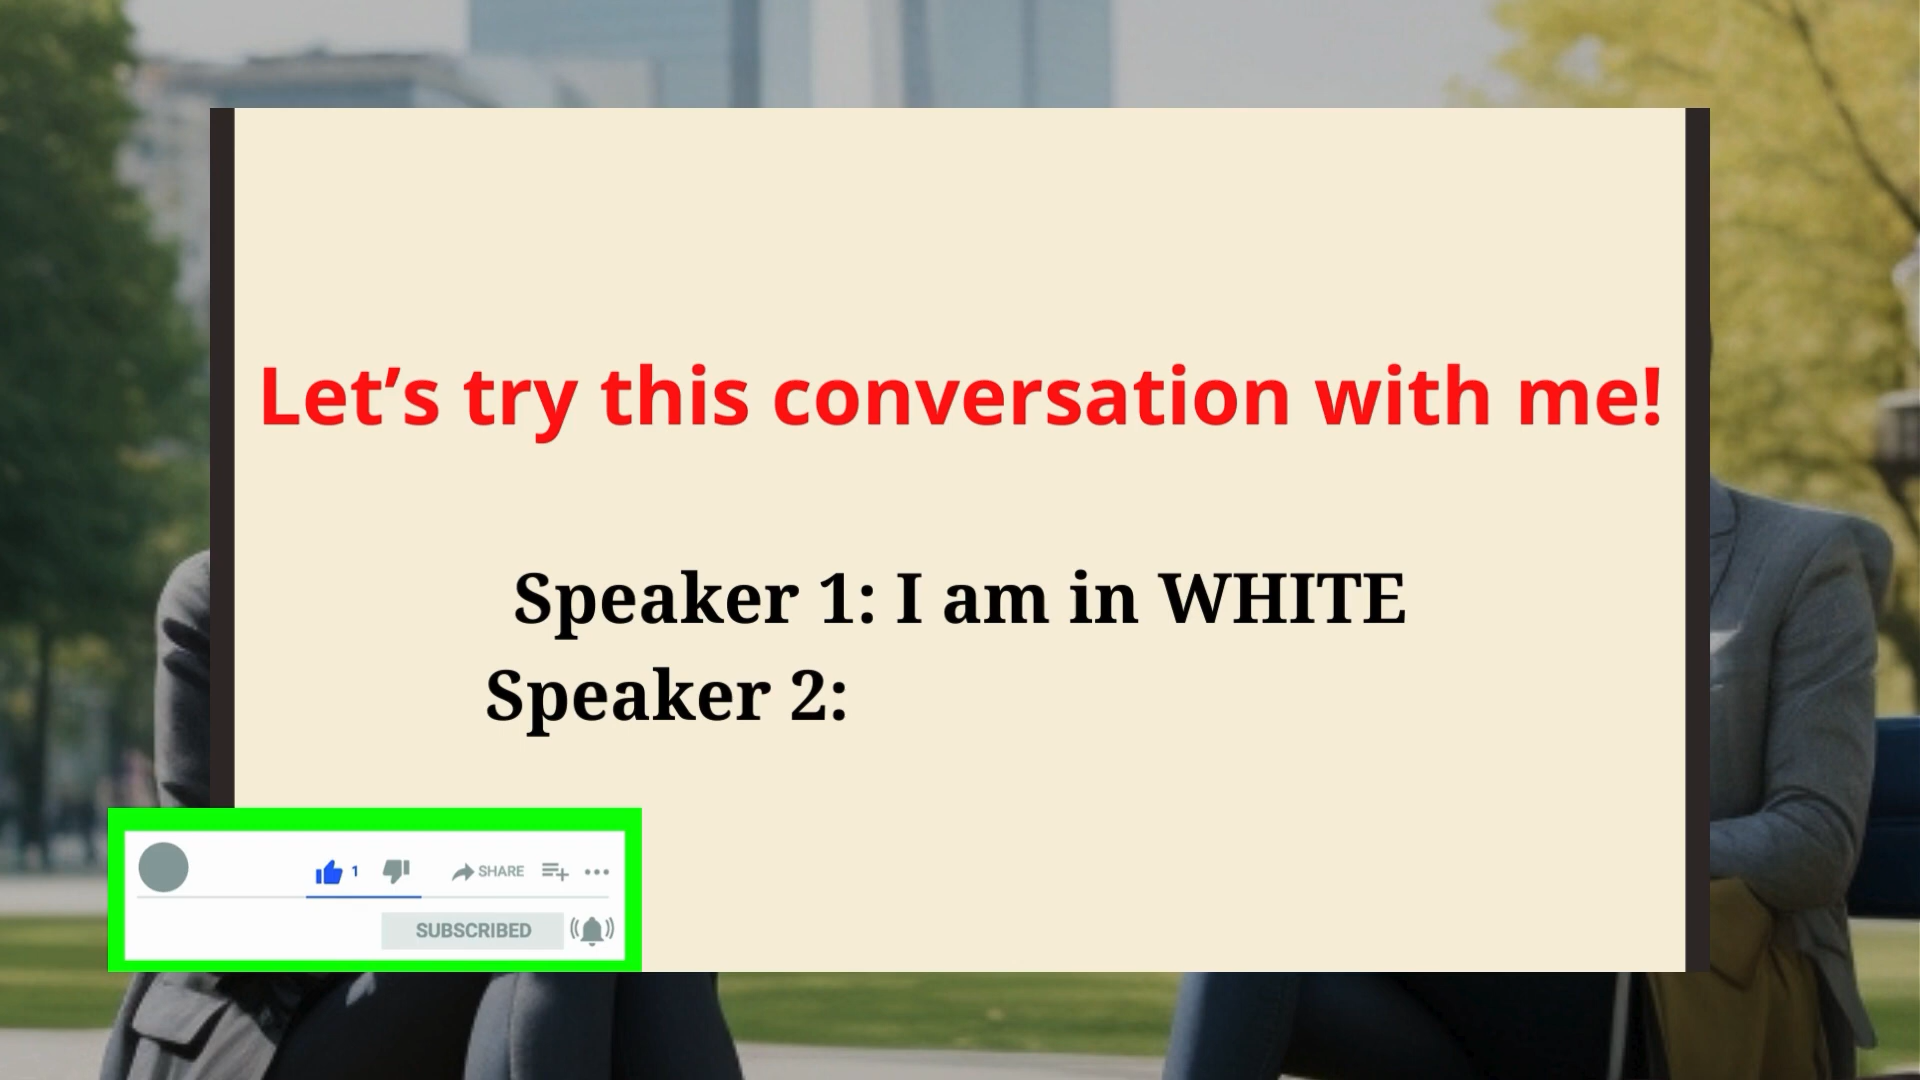 Let’s try this conversation with me!
Speaker 1: I am in WHITE
Speaker 2:
1 SHARE
SUBSCRIBED